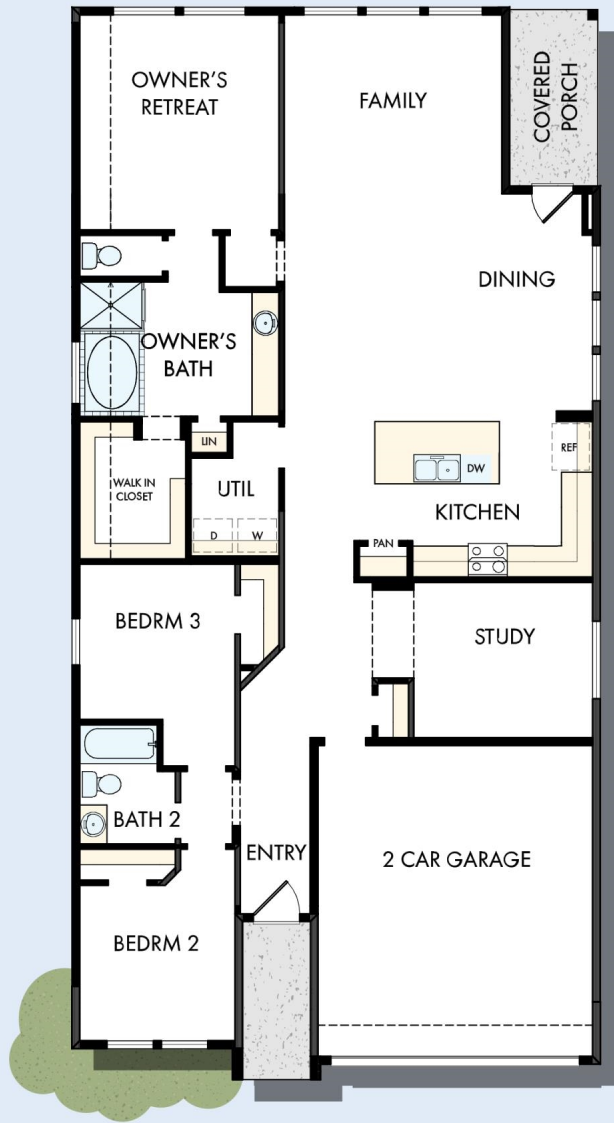 OWNER'S
RETREAT
FAMILY
COVERED
PORCH
DINING
OWNER'S
BATH
LIN
WALK IN
CLOSET
UTIL
D
W
REF
DW
KITCHEN
PAN
BEDRM 3
STUDY
BATH 2
ENTRY
2 CAR GARAGE
BEDRM 2